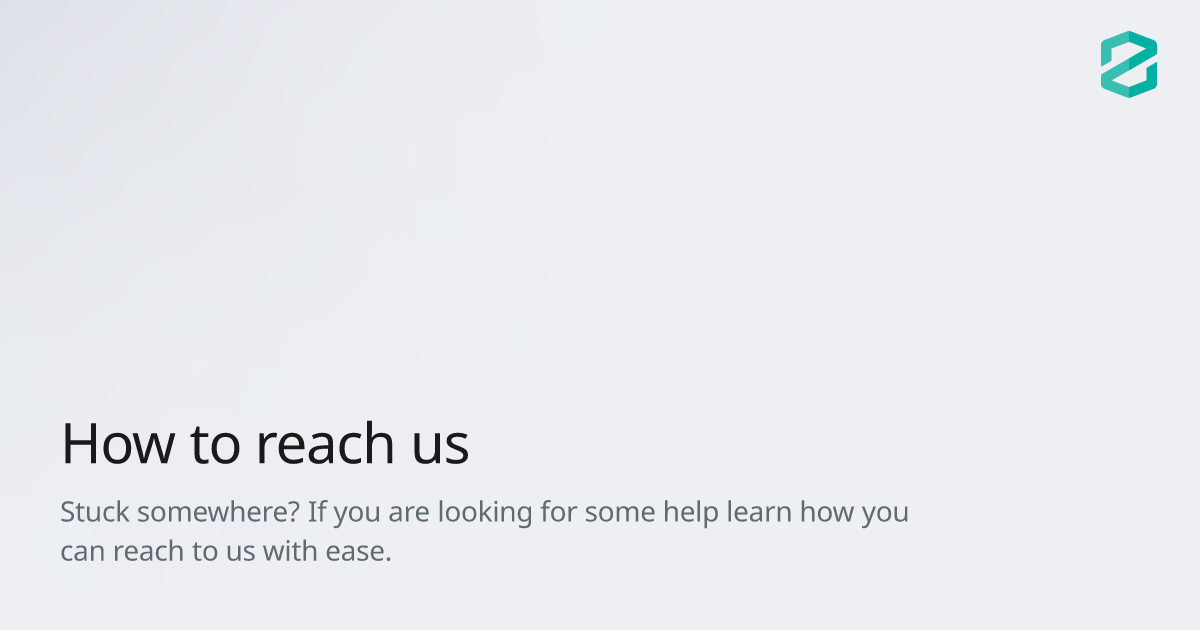 How to reach us
Stuck somewhere? If you are looking for some help learn how you
can reach to us with ease.